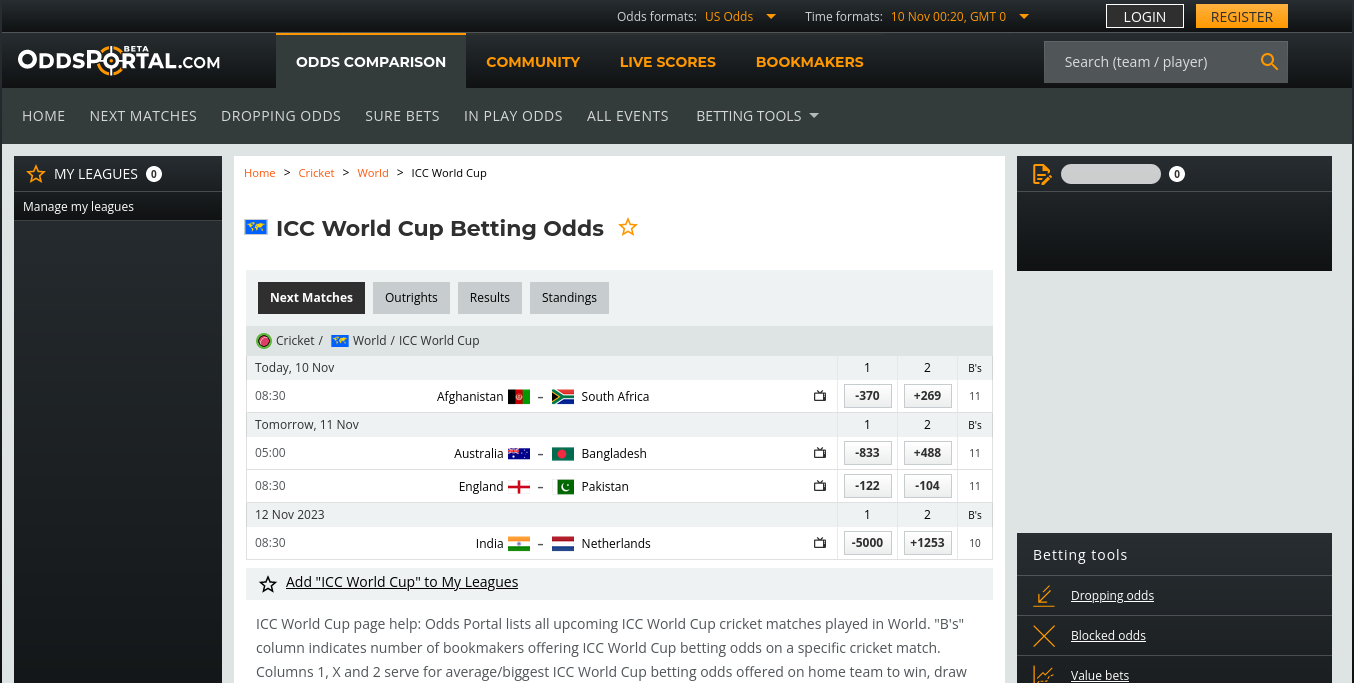 Odds formats: US Odds Time formats: 10 Nov 00:20, GMT 0 LOGIN REGISTER
ODDSPORTAL.COM BETA ODDS COMPARISON COMMUNITY LIVE SCORES BOOKMAKERS Search (team / player)
HOME NEXT MATCHES DROPPING ODDS SURE BETS IN PLAY ODDS ALL EVENTS BETTING TOOLS
MY LEAGUES 0
Manage my leagues
Home > Cricket > World > ICC World Cup
0
ICC World Cup Betting Odds
Next Matches Outrights Results Standings
Cricket / World / ICC World Cup
Today, 10 Nov 1 2 B's
08:30 Afghanistan – South Africa -370 +269 11
Tomorrow, 11 Nov 1 2 B's
05:00 Australia – Bangladesh -833 +488 11
08:30 England – Pakistan -122 -104 11
12 Nov 2023 1 2 B's
08:30 India – Netherlands -5000 +1253 10
Add "ICC World Cup" to My Leagues
ICC World Cup page help: Odds Portal lists all upcoming ICC World Cup cricket matches played in World. "B's"
column indicates number of bookmakers offering ICC World Cup betting odds on a specific cricket match.
Columns 1, X and 2 serve for average/biggest ICC World Cup betting odds offered on home team to win, draw
Betting tools
Dropping odds
Blocked odds
Value bets